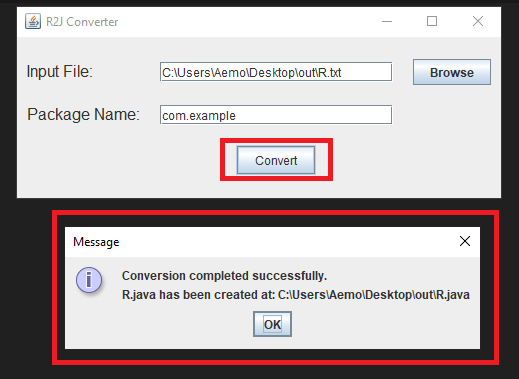 R2J Converter
Input File: C:\Users\Aemo\Desktop\out\R.txt Browse
Package Name: com.example
Convert
Message
Conversion completed successfully.
R.java has been created at: C:\Users\Aemo\Desktop\out\R.java
OK